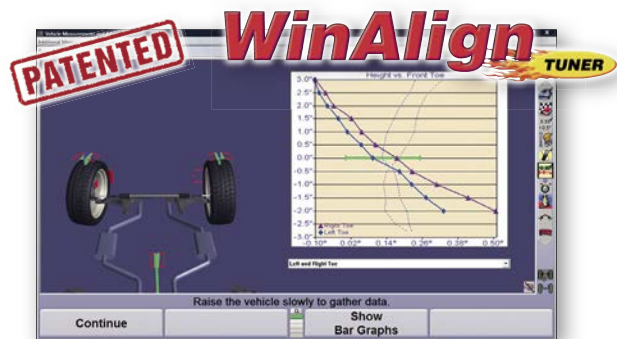 PATENTED
WinAlign
TUNER
Vehicle Measurements
Height vs. Front Toe
3.0"
2.5"
2.0"
1.5"
1.0"
0.5"
0.0"
-0.5"
-1.0"
-1.5"
-2.0"
-2.5"
-3.0"
Right Toe
Left Toe
-0.10° 0.02° 0.14° 0.26° 0.38° 0.50°
Left and Right Toe
Raise the vehicle slowly to gather data.
Continue
Show
Bar Graphs